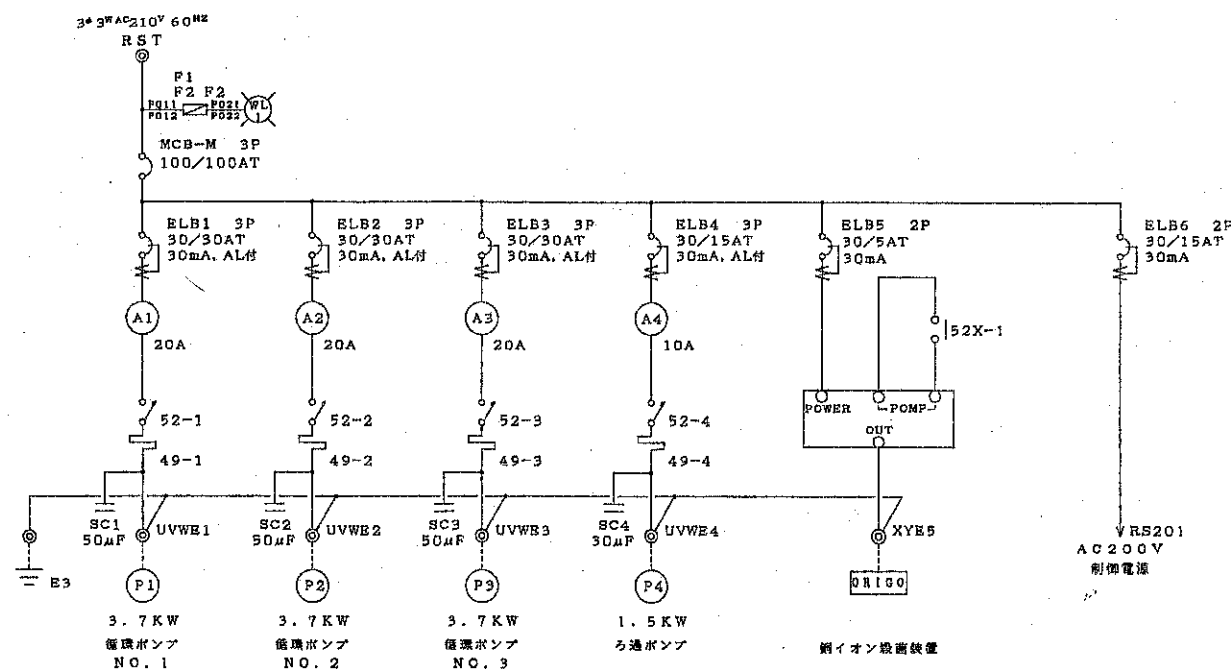 3φ3W AC210V 60HZ
RST
F1
F2 F2
P011 P021
P012 P022
WL
1
MCB-M 3P
100/100AT
ELB1 3P
30/30AT
30mA, AL付
ELB2 3P
30/30AT
30mA, AL付
ELB3 3P
30/30AT
30mA, AL付
ELB4 3P
30/15AT
30mA, AL付
ELB5 2P
30/5AT
30mA
ELB6 2P
30/15AT
30mA
A1
A2
A3
A4
20A
20A
20A
10A
52X-1
52-1
52-2
52-3
52-4
POWER
POMP
OUT
49-1
49-2
49-3
49-4
SC1
50μF
UVWE1
SC2
50μF
UVWE2
SC3
50μF
UVWE3
SC4
30μF
UVWE4
XYE5
RS201
AC200V
制御電源
E3
P1
P2
P3
P4
ORIGO
3.7KW
循環ポンプ
NO.1
3.7KW
循環ポンプ
NO.2
3.7KW
循環ポンプ
NO.3
1.5KW
ろ過ポンプ
銅イオン殺菌装置